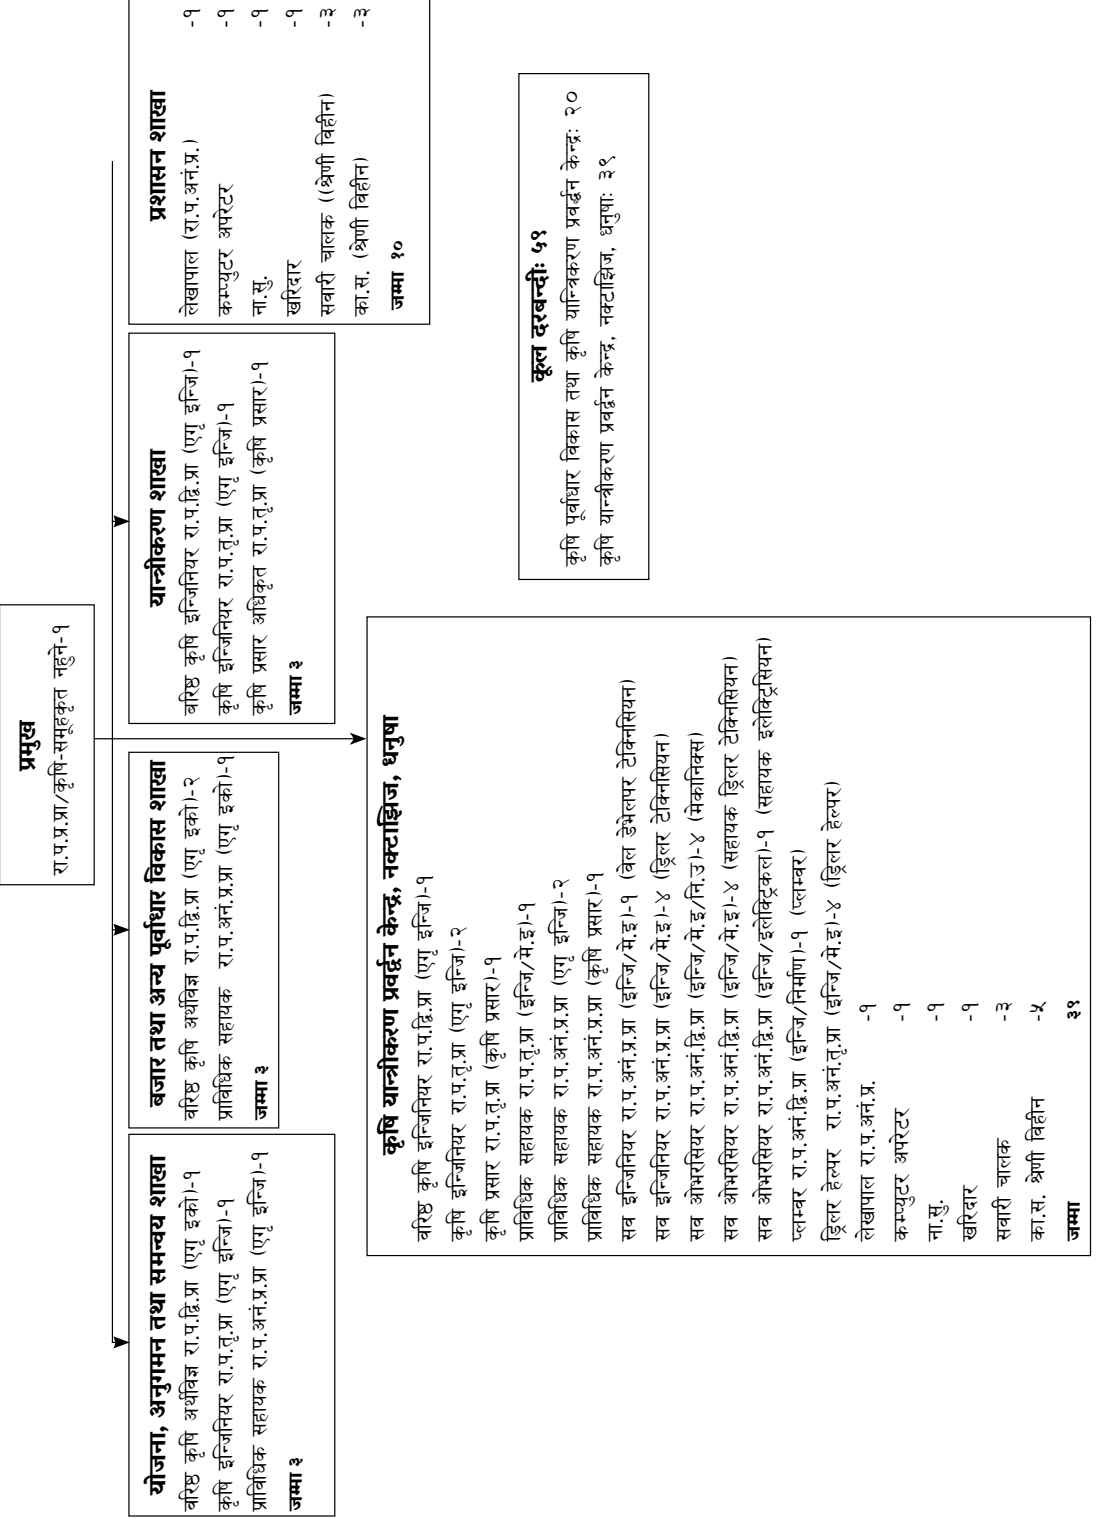 प्रमुख
रा.प.प्र.प्रा/कृषि-समूहकृत नहुने-१
योजना, अनुगमन तथा समन्वय शाखा
वरिष्ठ कृषि अर्थविज्ञ रा.प.द्वि.प्रा (एगृ इको)-१
कृषि इन्जिनियर रा.प.तृ.प्रा (एगृ इन्जि)-१
प्राविधिक सहायक रा.प.अनं.प्र.प्रा (एगृ इन्जि)-१
जम्मा ३
बजार तथा अन्य पूर्वाधार विकास शाखा
वरिष्ठ कृषि अर्थविज्ञ रा.प.द्वि.प्रा (एगृ इको)-२
प्राविधिक सहायक रा.प.अनं.प्र.प्रा (एगृ इको)-१
जम्मा ३
यान्त्रीकरण शाखा
वरिष्ठ कृषि इन्जिनियर रा.प.द्वि.प्रा (एगृ इन्जि)-१
कृषि इन्जिनियर रा.प.तृ.प्रा (एगृ इन्जि)-१
कृषि प्रसार अधिकृत रा.प.तृ.प्रा (कृषि प्रसार)-१
जम्मा ३
प्रशासन शाखा
लेखापाल (रा.प.अनं.प्र.) -१
कम्प्युटर अपरेटर -१
ना.सु. -१
खरिदार -१
सवारी चालक ((श्रेणी विहीन) -३
का.स. (श्रेणी विहीन) -३
जम्मा १०
कृषि यान्त्रीकरण प्रवर्द्वन केन्द्र, नक्टाझिज, धनुषा
वरिष्ठ कृषि इन्जिनियर रा.प.द्वि.प्रा (एगृ इन्जि)-१
कृषि इन्जिनियर रा.प.तृ.प्रा (एगृ इन्जि)-२
कृषि प्रसार रा.प.तृ.प्रा (कृषि प्रसार)-१
प्राविधिक सहायक रा.प.तृ.प्रा (इन्जि/मे.इ)-१
प्राविधिक सहायक रा.प.अनं.प्र.प्रा (एगृ इन्जि)-२
प्राविधिक सहायक रा.प.अनं.प्र.प्रा (कृषि प्रसार)-१
सव इन्जिनियर रा.प.अनं.प्र.प्रा (इन्जि/मे.इ)-१ (वेल डेभेलपर टेक्निसियन)
सव इन्जिनियर रा.प.अनं.प्र.प्रा (इन्जि/मे.इ)-४ (ड्रिलर टेक्निसियन)
सव ओभरसियर रा.प.अनं.द्वि.प्रा (इन्जि/मे.इ/नि.उ)-४ (मेकानिक्स)
सव ओभरसियर रा.प.अनं.द्वि.प्रा (इन्जि/मे.इ)-४ (सहायक ड्रिलर टेक्निसियन)
सव ओभरसियर रा.प.अनं.द्वि.प्रा (इन्जि/इलेक्ट्रिकल)-१ (सहायक इलेक्ट्रिसियन)
प्लम्वर रा.प.अनं.द्वि.प्रा (इन्जि/निर्माण)-१ (प्लम्बर)
ड्रिलर हेल्पर रा.प.अनं.तृ.प्रा (इन्जि/मे.इ)-४ (ड्रिलर हेल्पर)
लेखापाल रा.प.अनं.प्र. -१
कम्प्युटर अपरेटर -१
ना.सु. -१
खरिदार -१
सवारी चालक -३
का.स. श्रेणी विहीन -५
जम्मा ३९
कूल दरबन्दीः ५९
कृषि पूर्वाधार विकास तथा कृषि यान्त्रिकरण प्रवर्द्धन केन्द्रः २०
कृषि यान्त्रीकरण प्रवर्द्वन केन्द्र, नक्टाझिज, धनुषाः ३९